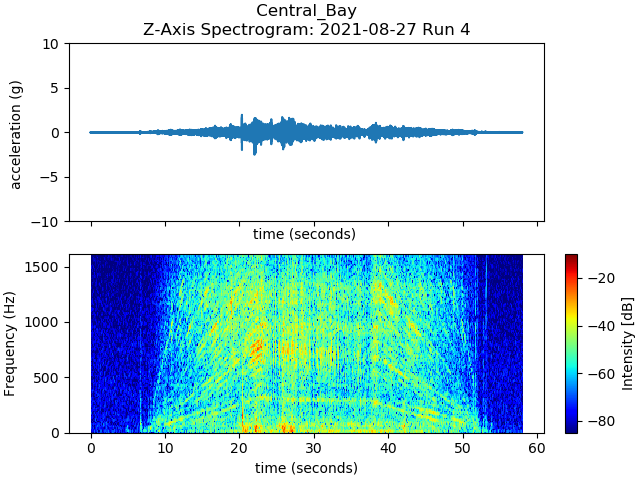 Central_Bay
Z-Axis Spectrogram: 2021-08-27 Run 4
10
5
0
−5
−10
acceleration (g)
time (seconds)
1500
1000
500
0
Frequency (Hz)
0 10 20 30 40 50 60
time (seconds)
−20
−40
−60
−80
Intensity [dB]